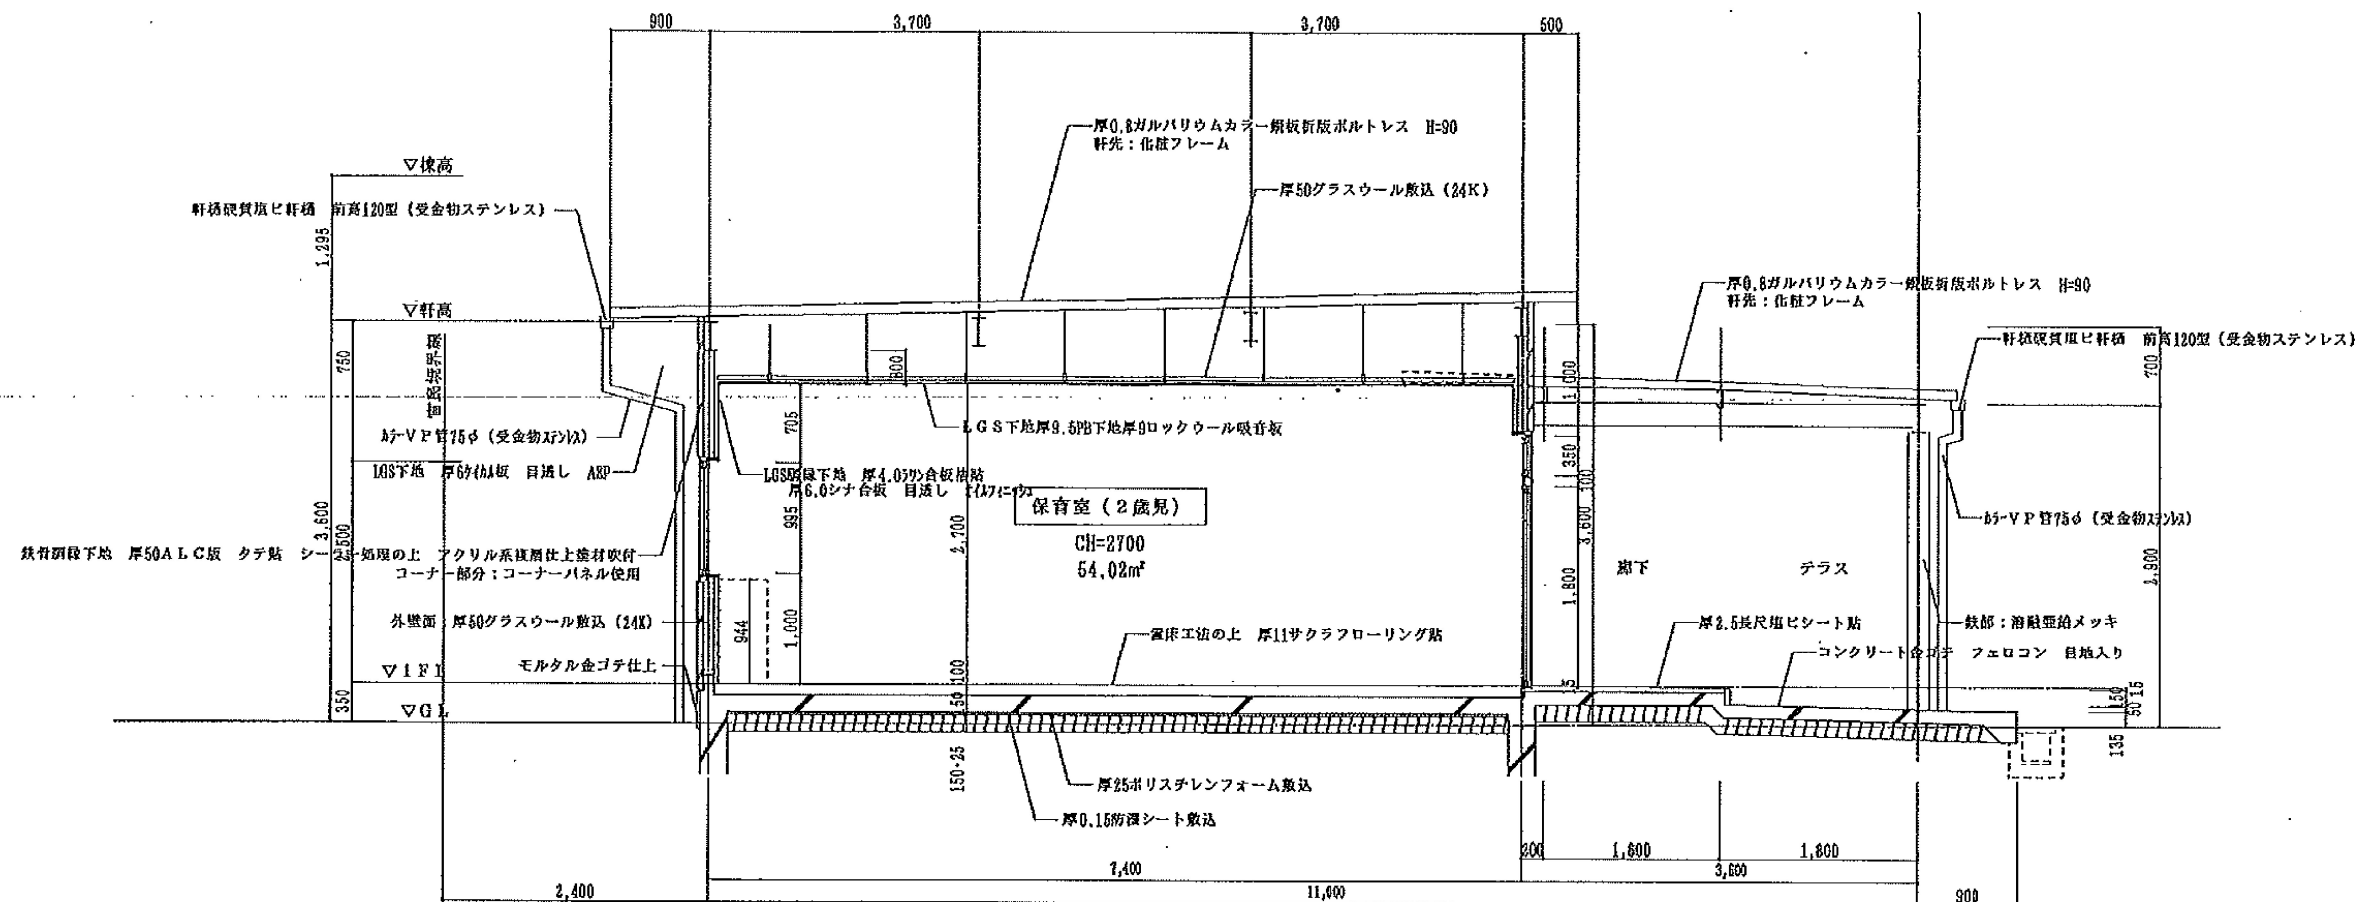 900
3,700
3,700
500
厚0.8ガルバリウムカラー鋼板折版ボルトレス H=90
軒先：化粧フレーム
▽棟高
厚50グラスウール敷込（24K）
軒樋硬質塩ビ軒樋 前高120型（受金物ステンレス）
1,295
厚0.8ガルバリウムカラー鋼板折版ボルトレス H=90
軒先：化粧フレーム
▽軒高
軒樋硬質塩ビ軒樋 前高120型（受金物ステンレス）
750
800
1,000
700
705
ｶﾗｰVP管75φ（受金物ｽﾃﾝﾚｽ）
LGS下地厚9.5PB下地厚9ロックウール吸音板
350
100
LGS下地 厚6ｹｲｶﾙ板 目透し AEP
LGS胴縁下地 厚4.0ﾗﾜﾝ合板捨貼
厚6.0シナ合板 目透し ｵｲﾙﾌｨﾆｯｼｭ
保育室（２歳児）
CH=2700
54.02㎡
3,600
2,500
995
2,700
3,600
ｶﾗｰVP管75φ（受金物ｽﾃﾝﾚｽ）
鉄骨胴縁下地 厚50ALC版 タテ貼 シーリング処理の上 アクリル系複層仕上塗材吹付
コーナー部分：コーナーパネル使用
廊下
テラス
1,800
2,900
外壁面：厚50グラスウール敷込（24K）
944
1,000
置床工法の上 厚11サクラフローリング貼
厚2.5長尺塩ビシート貼
鉄部：溶融亜鉛メッキ
モルタル金ゴテ仕上
コンクリート金ゴテ フェロコン 目地入り
▽1FL
350
100
50
5
150
15
50
▽GL
150
25
135
厚25ポリスチレンフォーム敷込
厚0.15防湿シート敷込
200
1,600
1,800
7,400
3,600
2,400
11,000
900